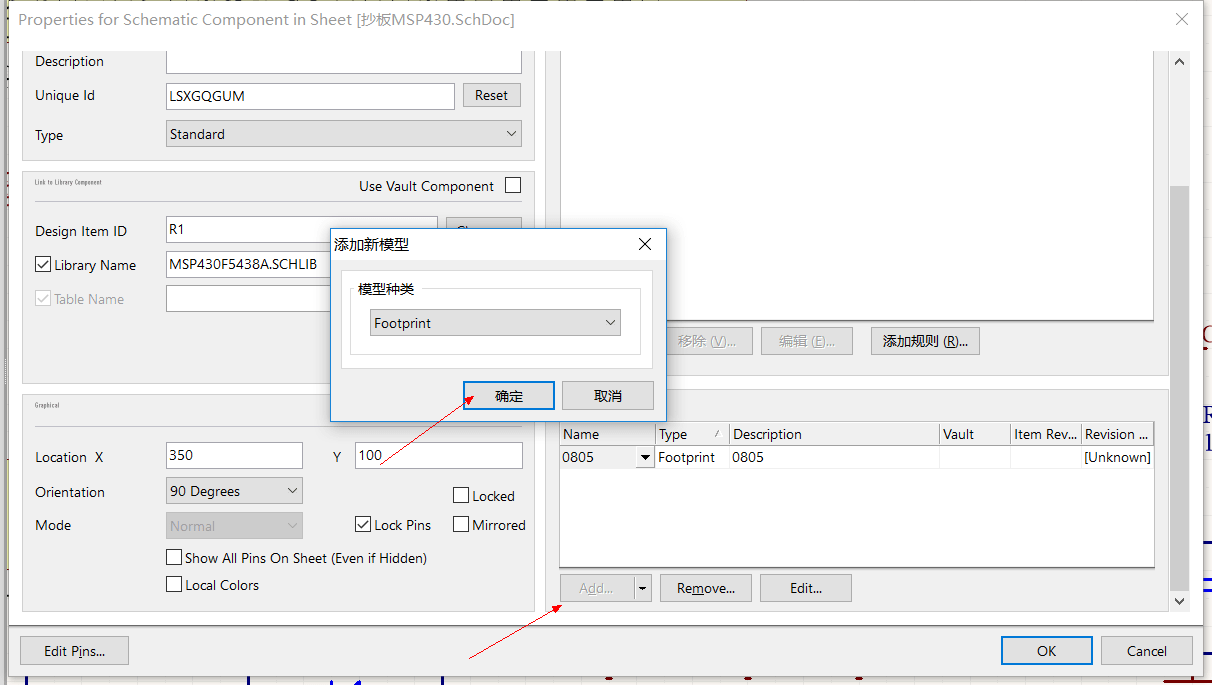 Properties for Schematic Component in Sheet [抄板MSP430.SchDoc]
Description
Unique Id
LSXGQGUM
Reset
Type
Standard
Link to Library Component
Use Vault Component
Design Item ID
R1
Library Name
MSP430F5438A.SCHLIB
Table Name
添加新模型
模型种类
Footprint
确定
取消
移除 (V)...
编辑 (E)...
添加规则 (R)...
Graphical
Location X
350
Y
100
Orientation
90 Degrees
Locked
Mode
Normal
Lock Pins
Mirrored
Show All Pins On Sheet (Even if Hidden)
Local Colors
Name Type Description Vault Item Rev... Revision ...
0805 Footprint 0805 [Unknown]
Add...
Remove...
Edit...
Edit Pins...
OK
Cancel